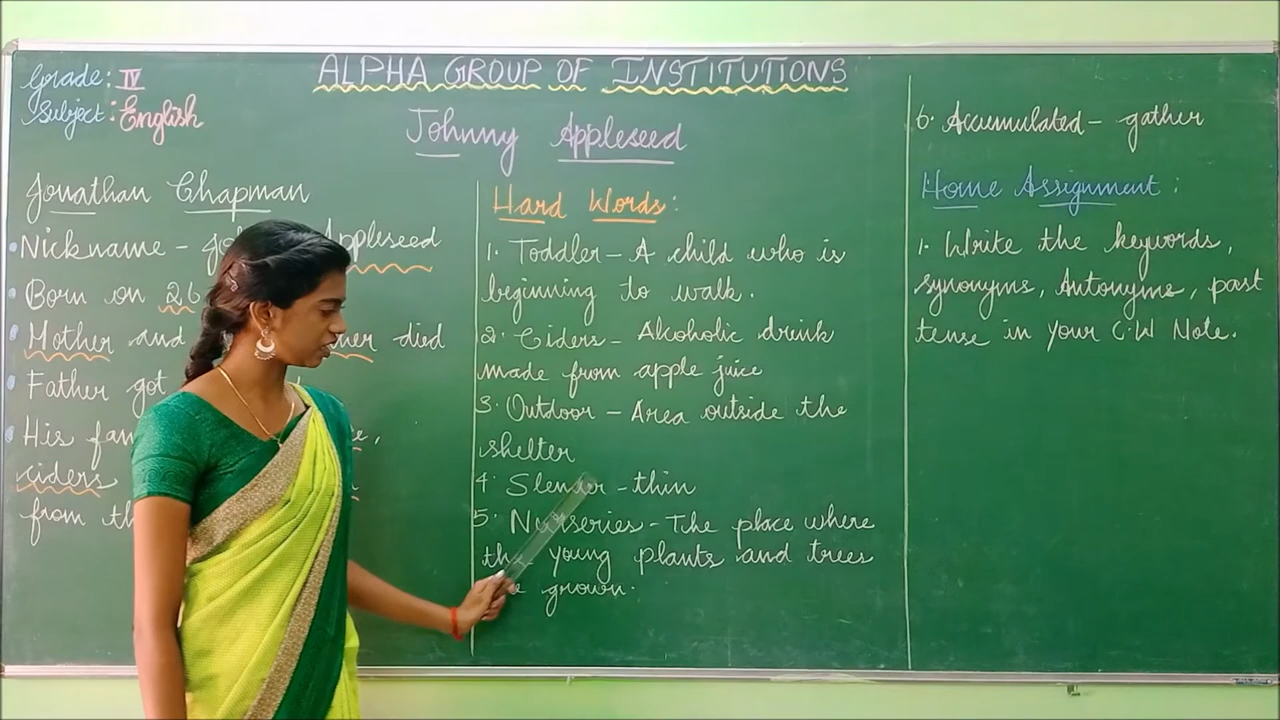 Grade: IV
Subject: English
ALPHA GROUP OF INSTITUTIONS
Johnny Appleseed
Jonathan Chapman
Nickname - Appleseed
Born on 26
Mother and died
Father got
His
ciders
from
Hard Words:
1. Toddler - A child who is
beginning to walk.
2. Ciders - Alcoholic drink
made from apple juice
3. Outdoor - Area outside the
shelter
4. Slender - thin
5. Nurseries - The place where
the young plants and trees
grown.
6. Accumulated - gather
Home Assignment:
1. Write the keywords,
synonyms, Antonyms, past
tense in your C.W Note.